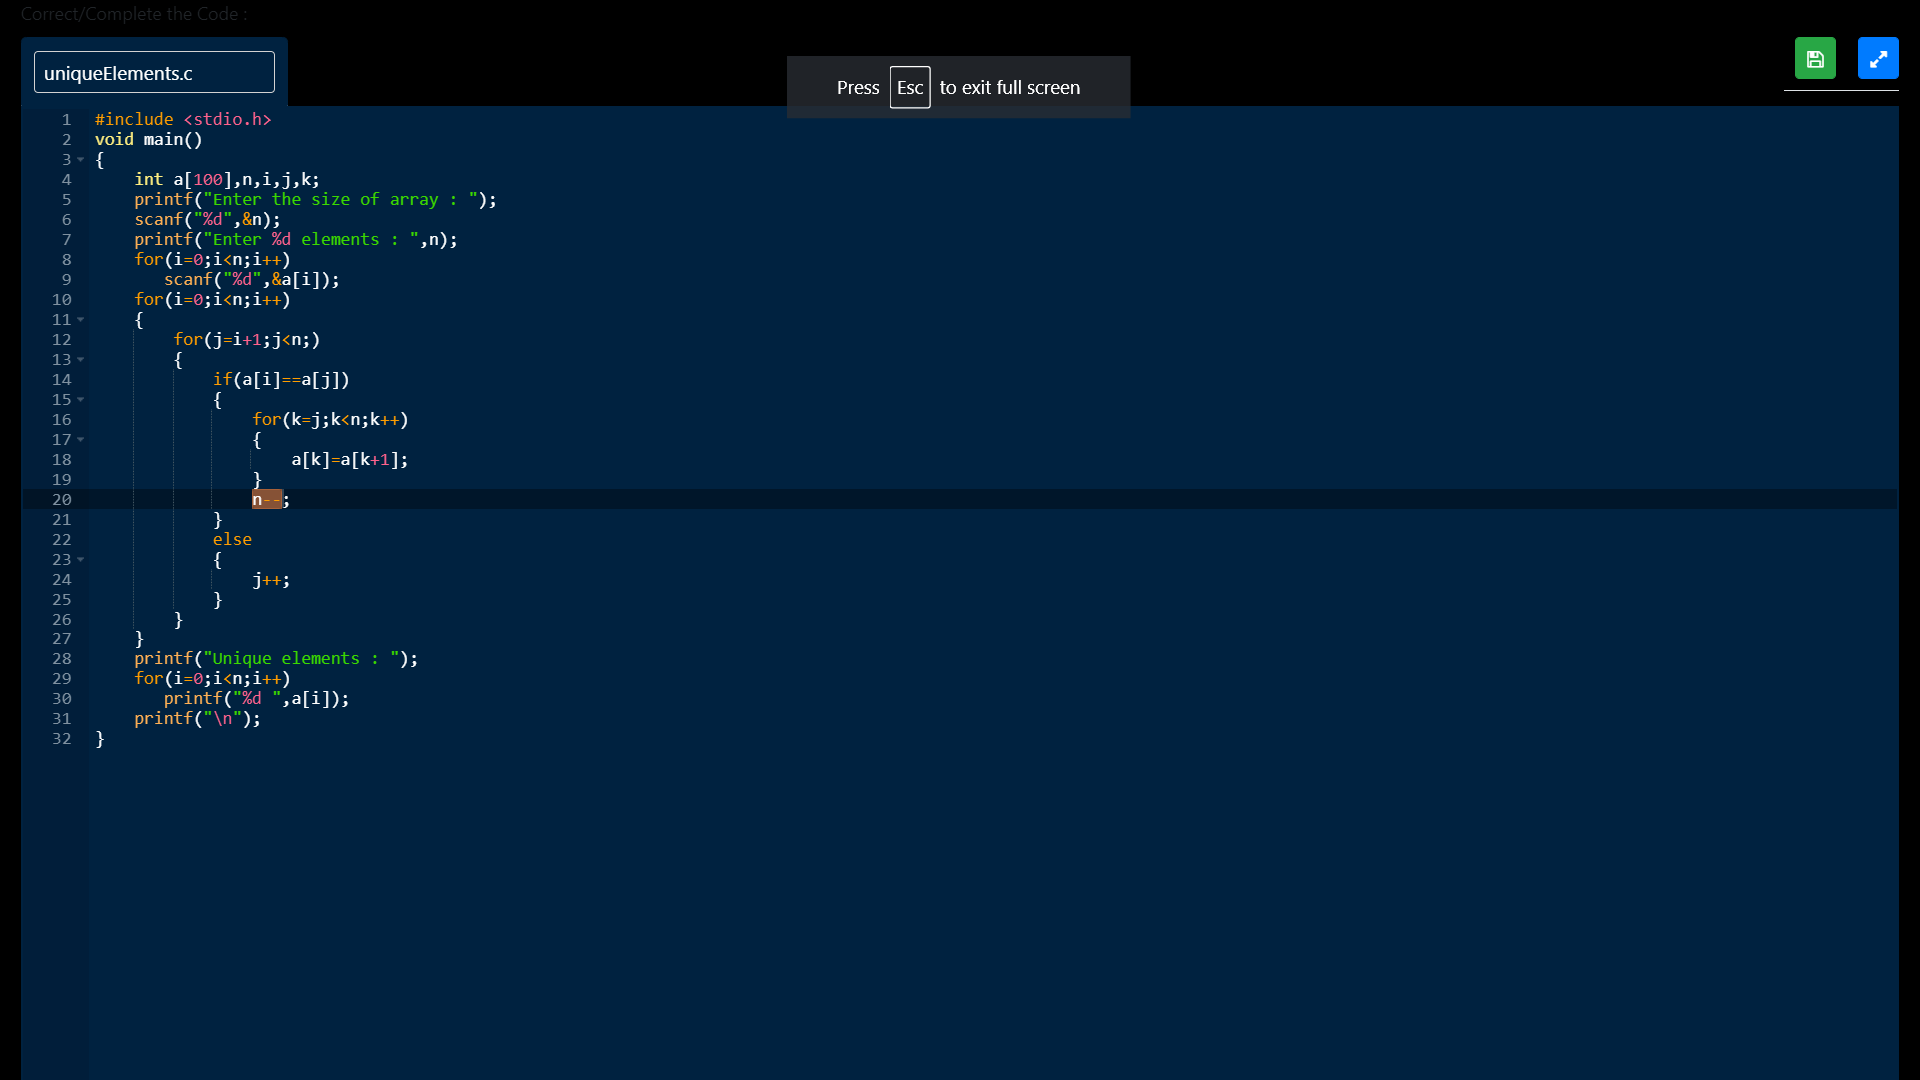 Correct/Complete the Code :
uniqueElements.c
Press Esc to exit full screen
1 #include <stdio.h>
2 void main()
3 {
4     int a[100],n,i,j,k;
5     printf("Enter the size of array : ");
6     scanf("%d",&n);
7     printf("Enter %d elements : ",n);
8     for(i=0;i<n;i++)
9        scanf("%d",&a[i]);
10     for(i=0;i<n;i++)
11     {
12         for(j=i+1;j<n;)
13         {
14             if(a[i]==a[j])
15             {
16                 for(k=j;k<n;k++)
17                 {
18                     a[k]=a[k+1];
19                 }
20                 n--;
21             }
22             else
23             {
24                 j++;
25             }
26         }
27     }
28     printf("Unique elements : ");
29     for(i=0;i<n;i++)
30        printf("%d ",a[i]);
31     printf("\n");
32 }